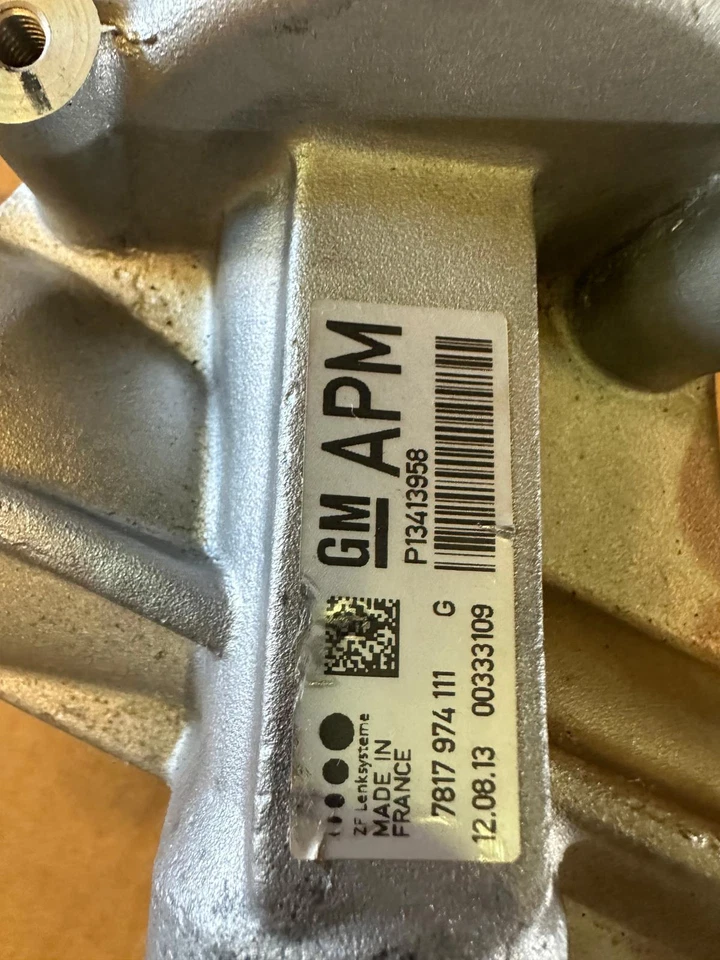 GM APM
P13413958
ZF Lenksysteme
MADE IN
FRANCE
7817 974 111 G
12.08.13 00333109